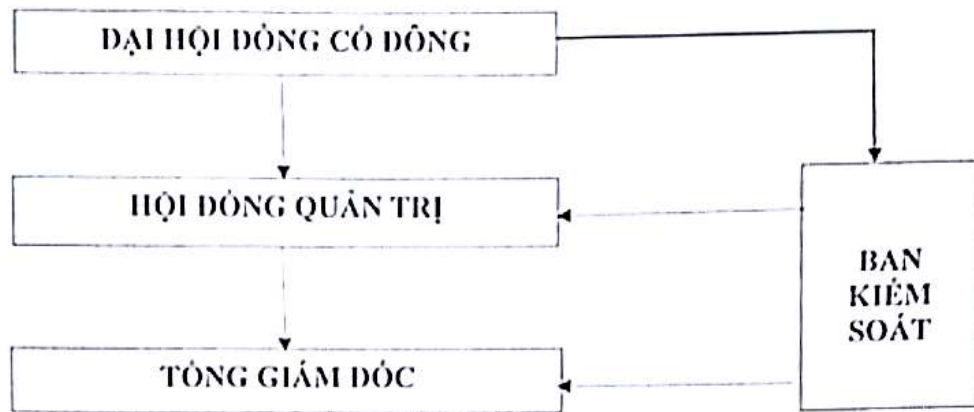 ĐẠI HỘI ĐỒNG CỔ ĐÔNG
HỘI ĐỒNG QUẢN TRỊ
BAN
KIỂM
SOÁT
TỔNG GIÁM ĐỐC